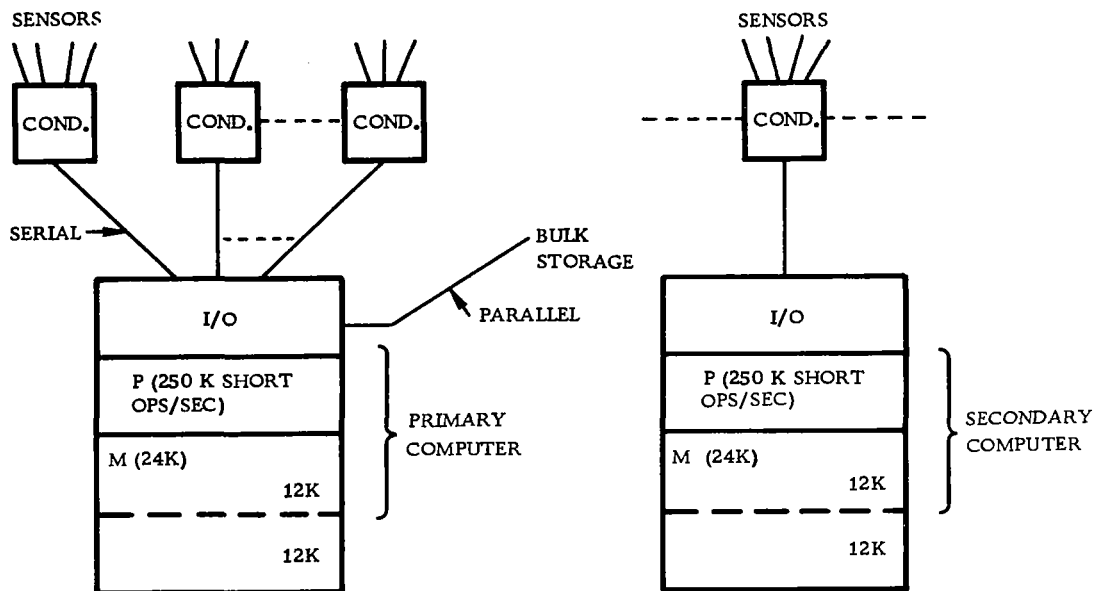 SENSORS
COND.
COND.
COND.
SERIAL
BULK
STORAGE
PARALLEL
I/O
P (250 K SHORT
OPS/SEC)
M (24K)
12K
12K
PRIMARY
COMPUTER
SENSORS
COND.
I/O
P (250 K SHORT
OPS/SEC)
M (24K)
12K
12K
SECONDARY
COMPUTER